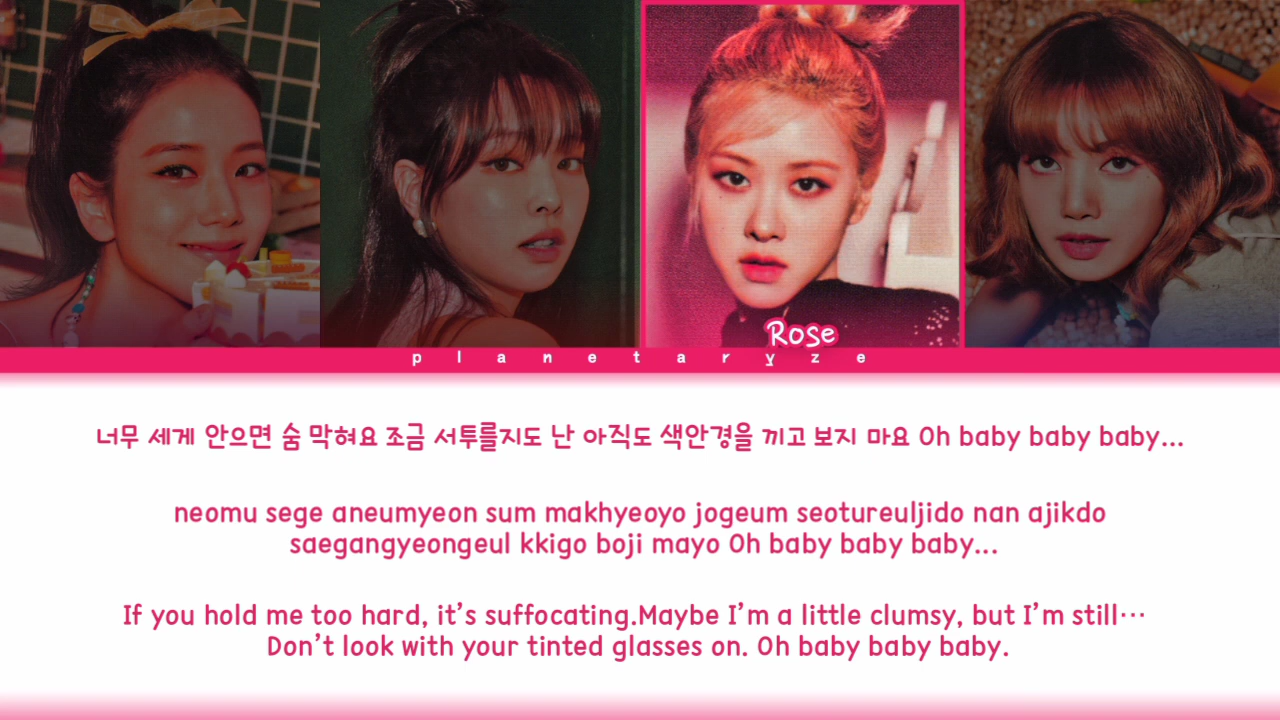 Rosé
planetaryze
너무 세게 안으면 숨 막혀요 조금 서투를지도 난 아직도 색안경을 끼고 보지 마요 Oh baby baby baby...
neomu sege aneumyeon sum makhyeoyo jogeum seotureuljido nan ajikdo
saegangyeongeul kkigo boji mayo Oh baby baby baby...
If you hold me too hard, it’s suffocating.Maybe I’m a little clumsy, but I’m still…
Don’t look with your tinted glasses on. Oh baby baby baby.